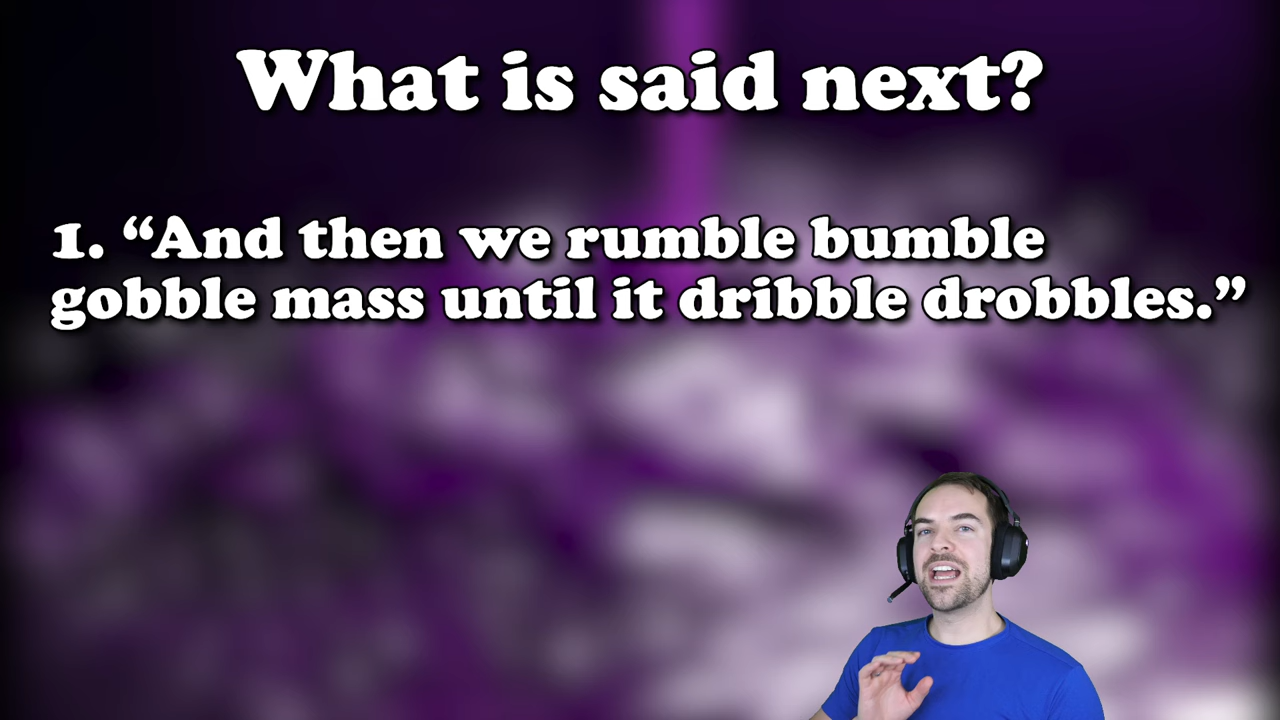 What is said next?
1. “And then we rumble bumble
gobble mass until it dribble drobbles.”